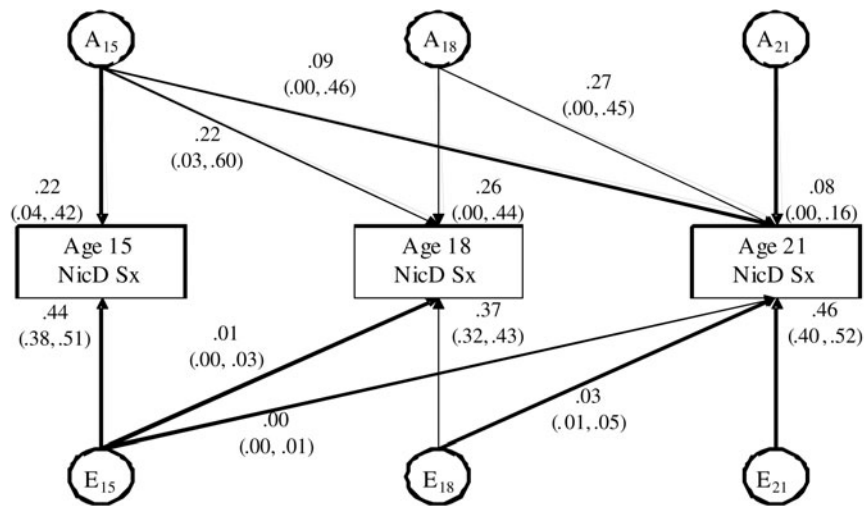 A15
A18
A21
.09
(.00, .46)
.27
(.00, .45)
.22
(.03, .60)
.22
(.04, .42)
.26
(.00, .44)
.08
(.00, .16)
Age 15
NicD Sx
Age 18
NicD Sx
Age 21
NicD Sx
.44
(.38, .51)
.01
(.00, .03)
.37
(.32, .43)
.46
(.40, .52)
.00
(.00, .01)
.03
(.01, .05)
E15
E18
E21